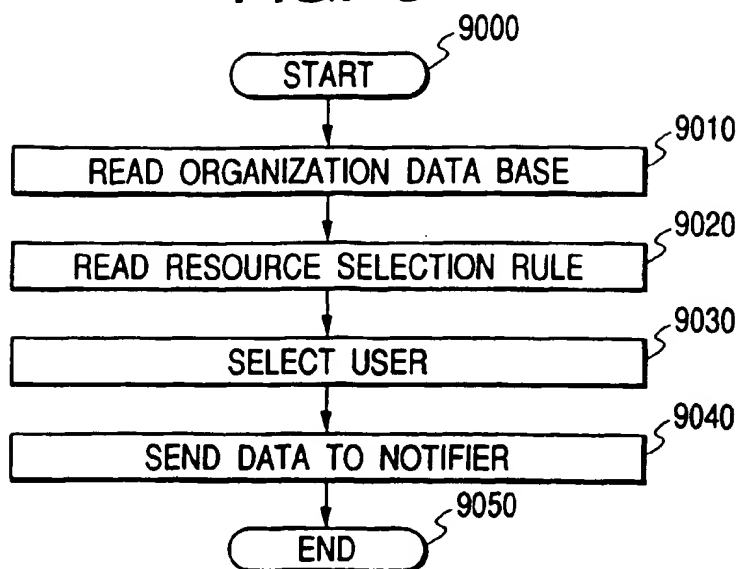 9000
START
9010
READ ORGANIZATION DATA BASE
9020
READ RESOURCE SELECTION RULE
9030
SELECT USER
9040
SEND DATA TO NOTIFIER
9050
END